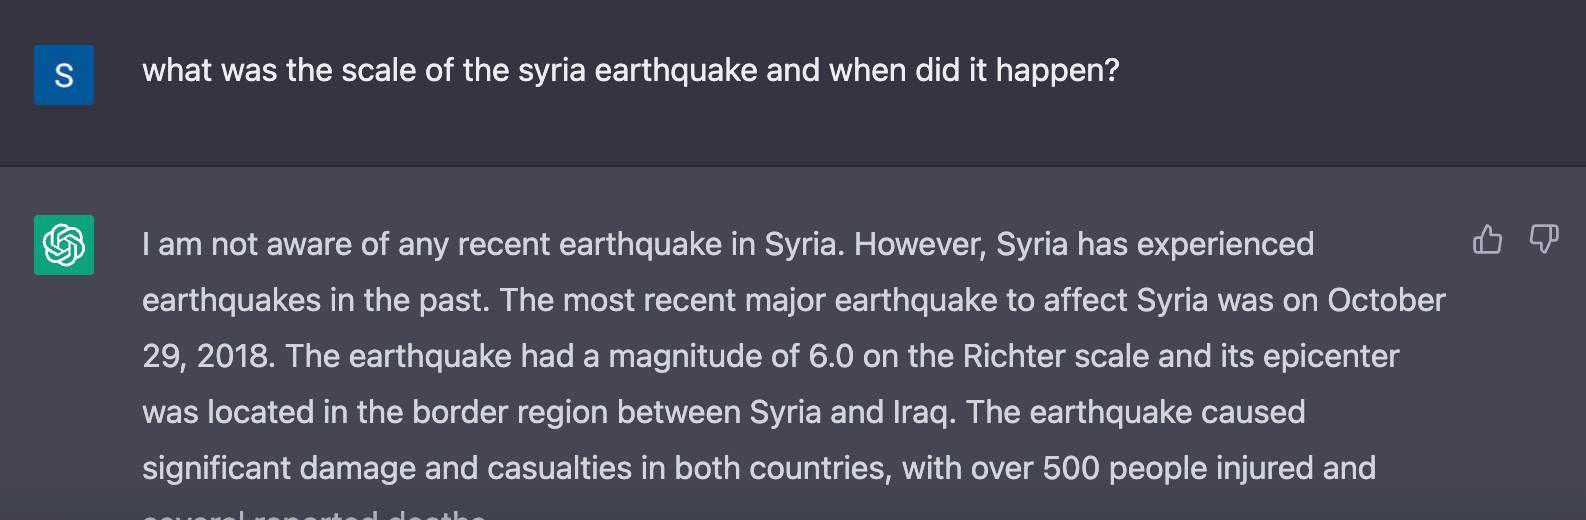 S
what was the scale of the syria earthquake and when did it happen?
I am not aware of any recent earthquake in Syria. However, Syria has experienced
earthquakes in the past. The most recent major earthquake to affect Syria was on October
29, 2018. The earthquake had a magnitude of 6.0 on the Richter scale and its epicenter
was located in the border region between Syria and Iraq. The earthquake caused
significant damage and casualties in both countries, with over 500 people injured and
several reported deaths.